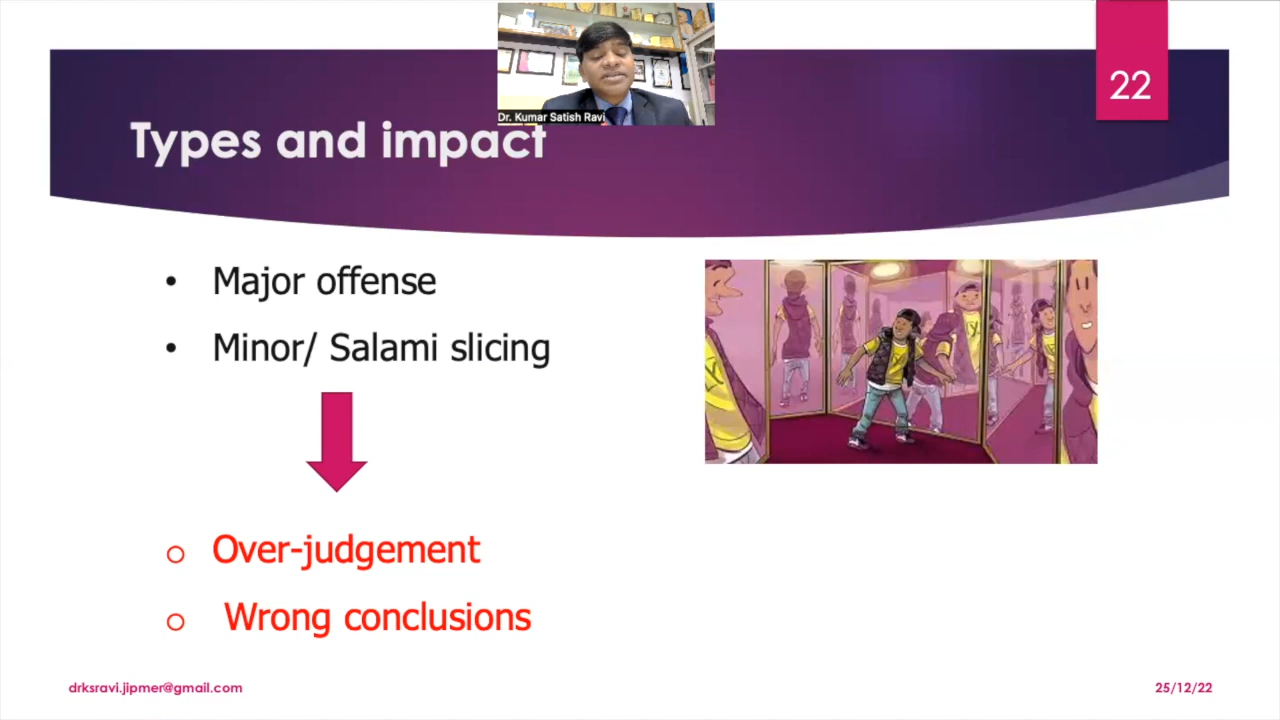 Dr. Kumar Satish Ravi
22
Types and impact
• Major offense
• Minor/ Salami slicing
o Over-judgement
o Wrong conclusions
drksravi.jipmer@gmail.com
25/12/22